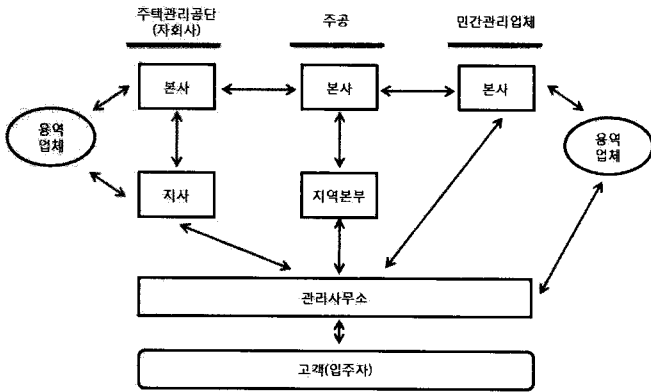 주택관리공단
(자회사)
주공
민간관리업체
본사
본사
본사
용역
업체
용역
업체
지사
지역본부
관리사무소
고객(입주자)